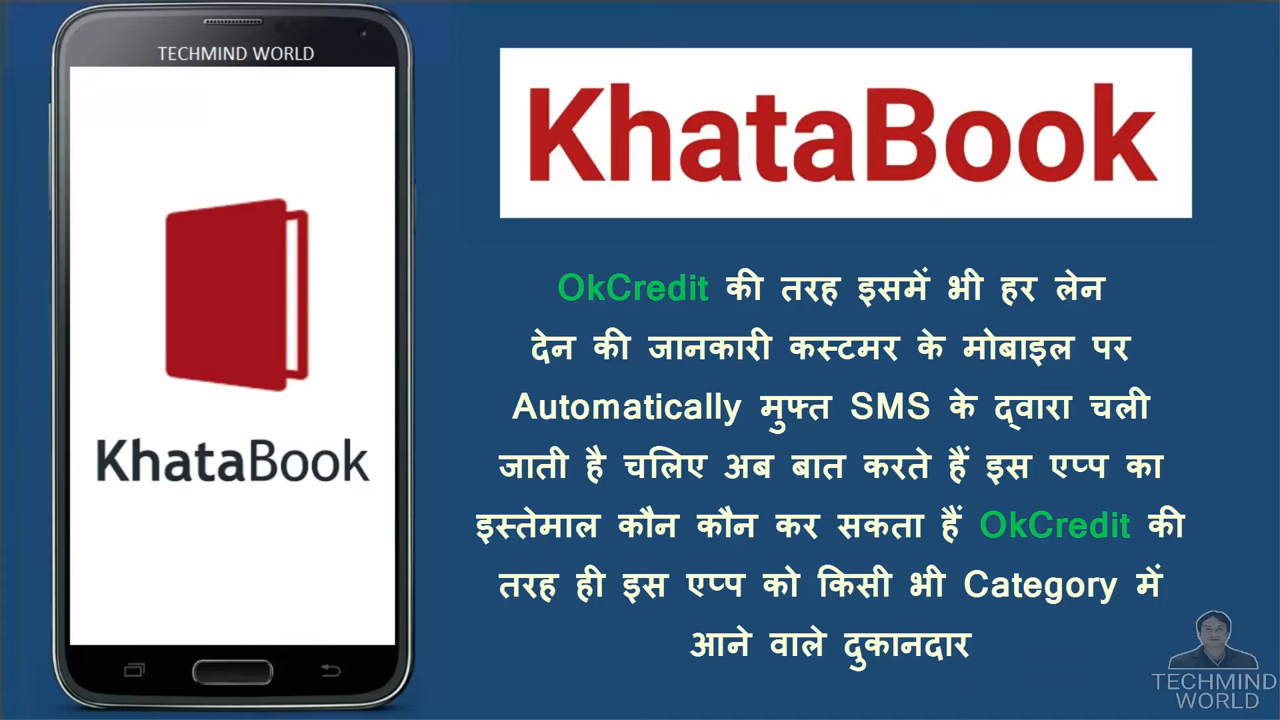 TECHMIND WORLD
KhataBook
KhataBook
OkCredit की तरह इसमें भी हर लेन
देन की जानकारी कस्टमर के मोबाइल पर
Automatically मुफ्त SMS के द्वारा चली
जाती है चलिए अब बात करते हैं इस एप्प का
इस्तेमाल कौन कौन कर सकता हैं OkCredit की
तरह ही इस एप्प को किसी भी Category में
आने वाले दुकानदार
TECHMIND
WORLD